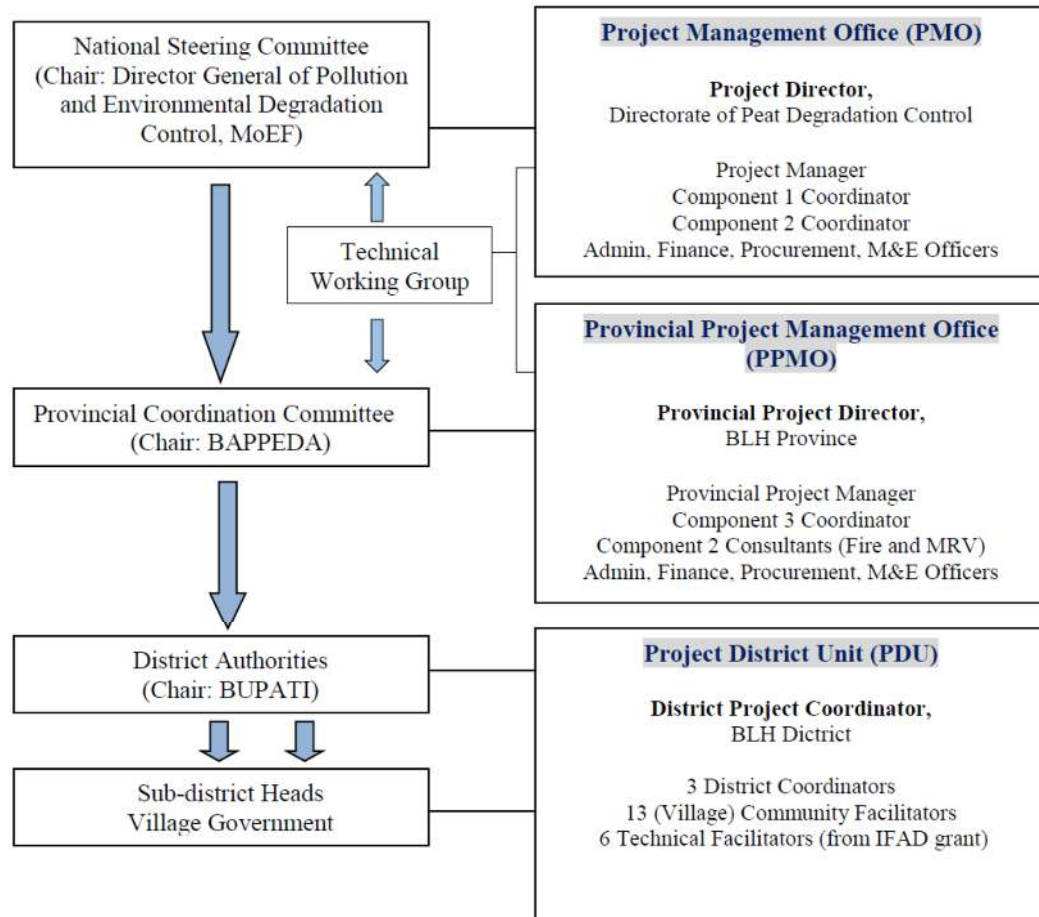 National Steering Committee
(Chair: Director General of Pollution
and Environmental Degradation
Control, MoEF)
Project Management Office (PMO)
Project Director,
Directorate of Peat Degradation Control
Project Manager
Component 1 Coordinator
Component 2 Coordinator
Admin, Finance, Procurement, M&E Officers
Technical
Working Group
Provincial Coordination Committee
(Chair: BAPPEDA)
Provincial Project Management Office
(PPMO)
Provincial Project Director,
BLH Province
Provincial Project Manager
Component 3 Coordinator
Component 2 Consultants (Fire and MRV)
Admin, Finance, Procurement, M&E Officers
District Authorities
(Chair: BUPATI)
Sub-district Heads
Village Government
Project District Unit (PDU)
District Project Coordinator,
BLH Dictrict
3 District Coordinators
13 (Village) Community Facilitators
6 Technical Facilitators (from IFAD grant)